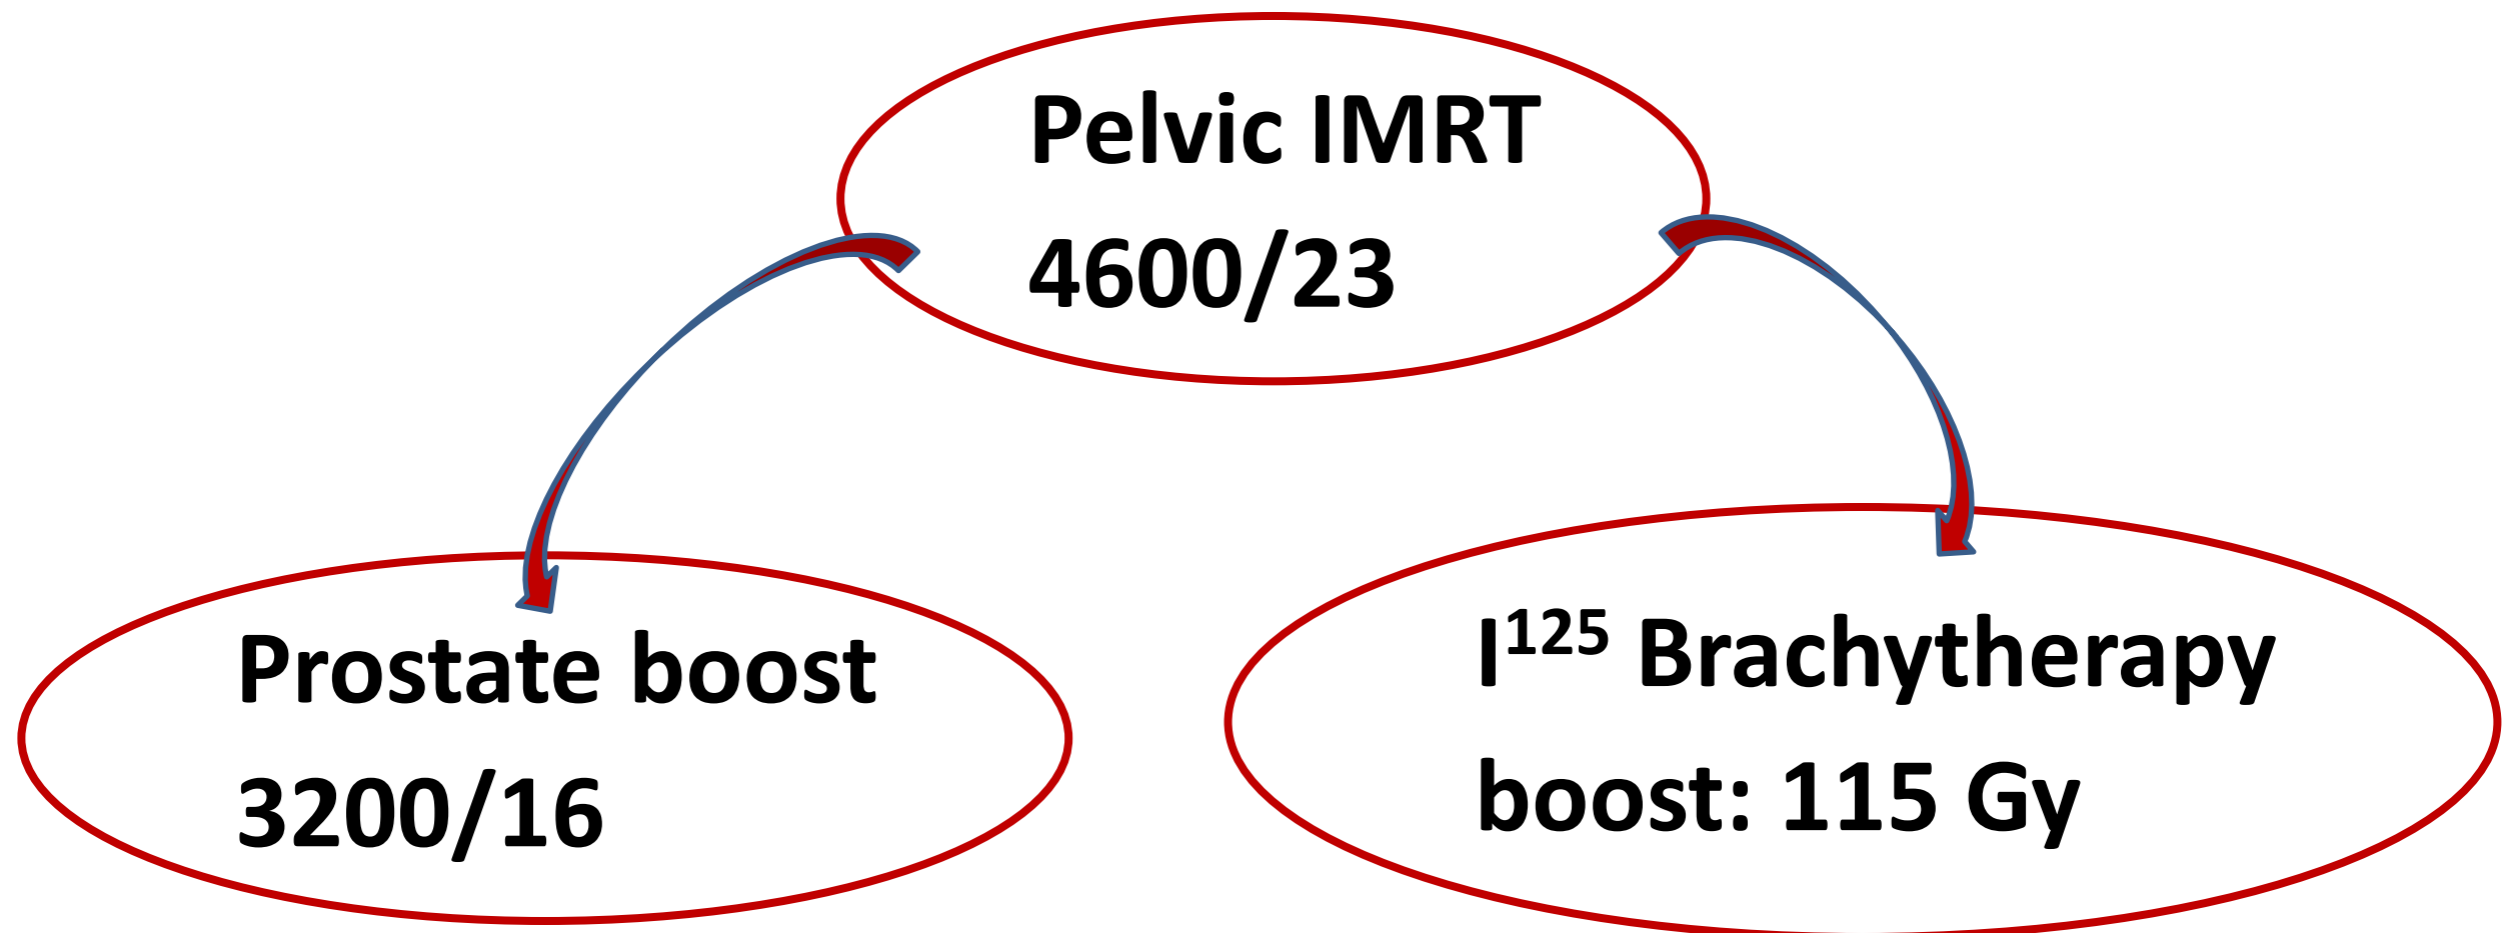 Pelvic IMRT
4600/23
Prostate boost
3200/16
I¹²⁵ Brachytherapy
boost: 115 Gy